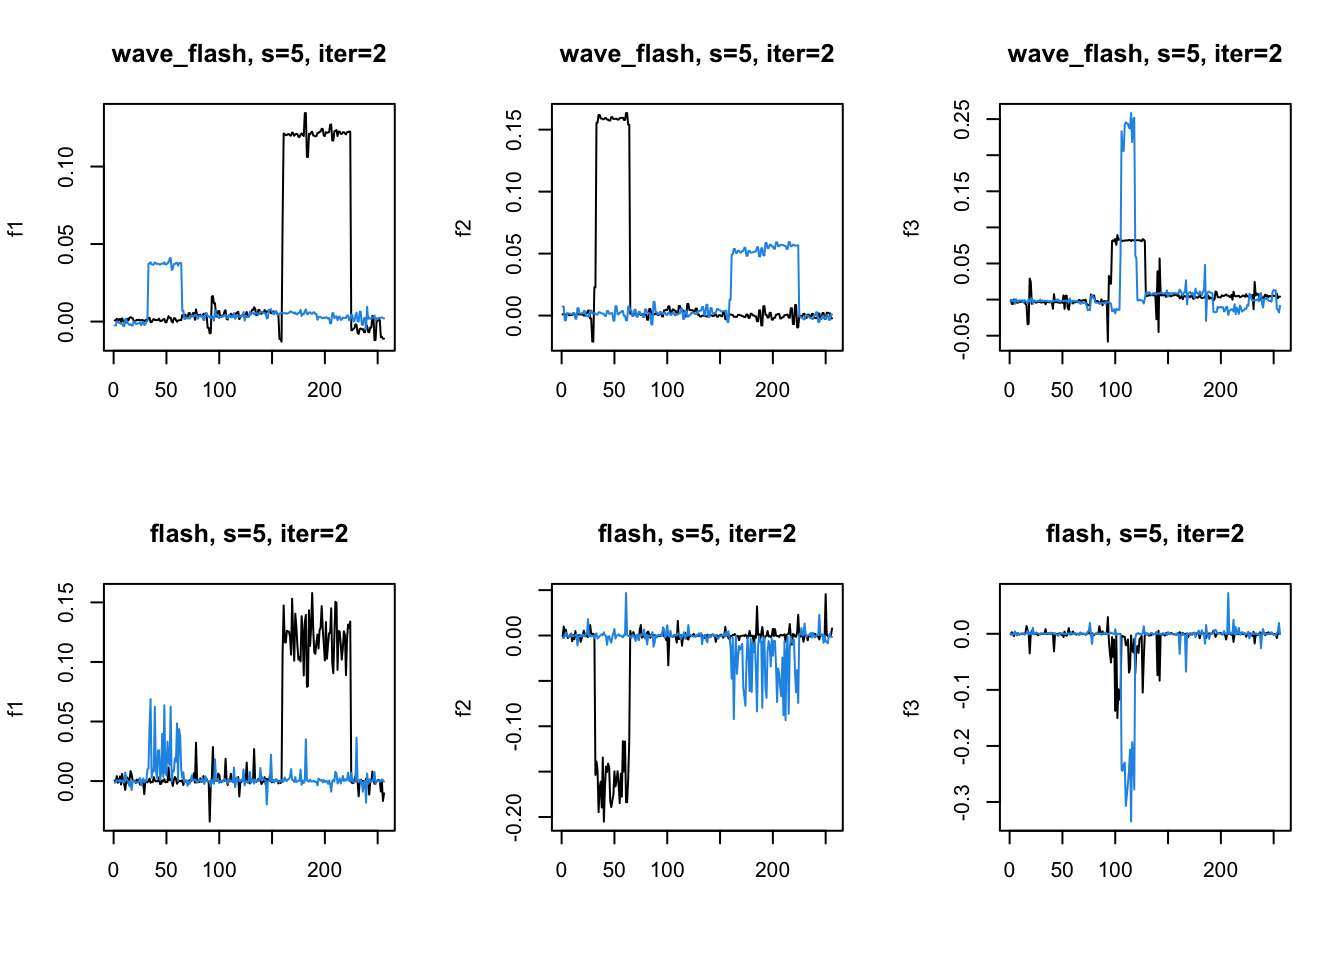 wave_flash, s=5, iter=2
f1
0.00 0.05 0.10
0 50 100 200
wave_flash, s=5, iter=2
f2
0.00 0.05 0.10 0.15
0 50 100 200
wave_flash, s=5, iter=2
f3
-0.05 0.05 0.15 0.25
0 50 100 200
flash, s=5, iter=2
f1
0.00 0.05 0.10 0.15
0 50 100 200
flash, s=5, iter=2
f2
-0.20 -0.10 0.00
0 50 100 200
flash, s=5, iter=2
f3
-0.3 -0.2 -0.1 0.0
0 50 100 200